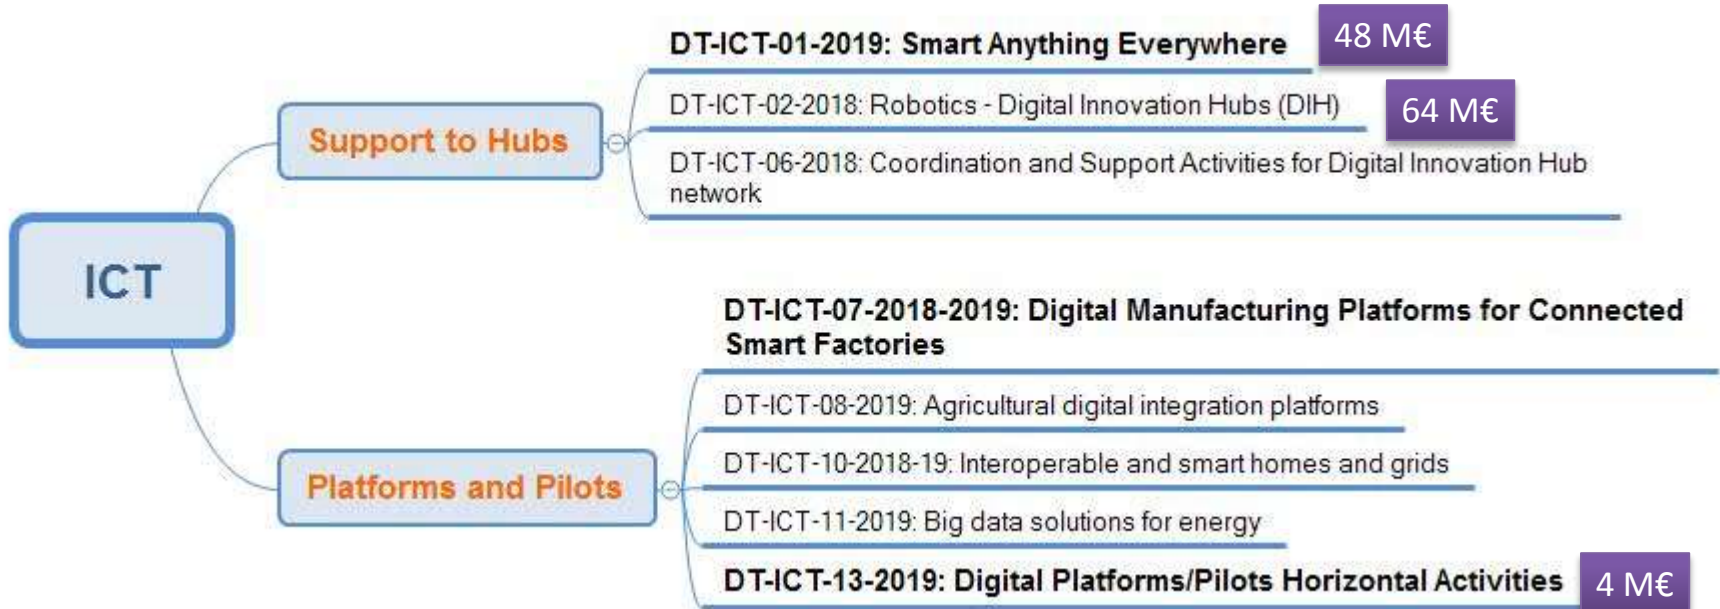 DT-ICT-01-2019: Smart Anything Everywhere
48 M€
DT-ICT-02-2018: Robotics - Digital Innovation Hubs (DIH)
64 M€
Support to Hubs
DT-ICT-06-2018: Coordination and Support Activities for Digital Innovation Hub
network
ICT
DT-ICT-07-2018-2019: Digital Manufacturing Platforms for Connected
Smart Factories
DT-ICT-08-2019: Agricultural digital integration platforms
DT-ICT-10-2018-19: Interoperable and smart homes and grids
Platforms and Pilots
DT-ICT-11-2019: Big data solutions for energy
DT-ICT-13-2019: Digital Platforms/Pilots Horizontal Activities
4 M€